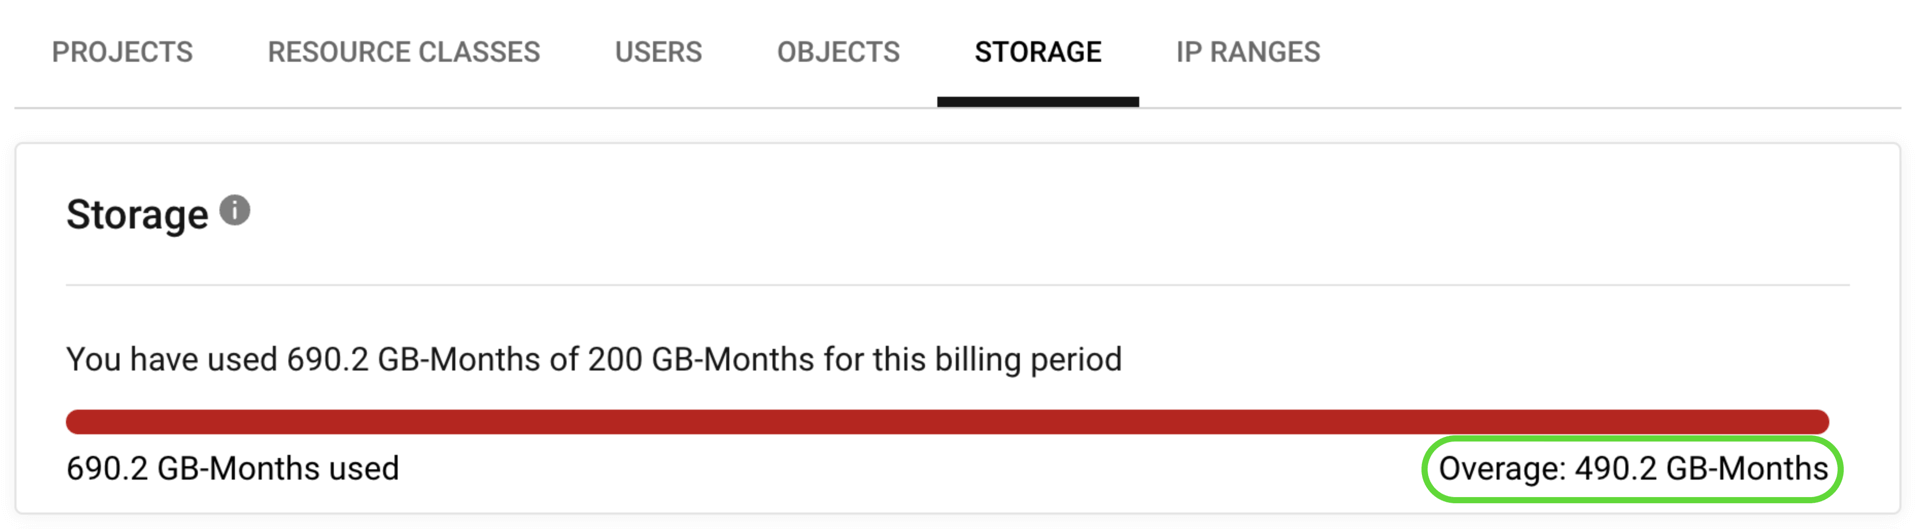 PROJECTS RESOURCE CLASSES USERS OBJECTS STORAGE IP RANGES
Storage
You have used 690.2 GB-Months of 200 GB-Months for this billing period
690.2 GB-Months used Overage: 490.2 GB-Months